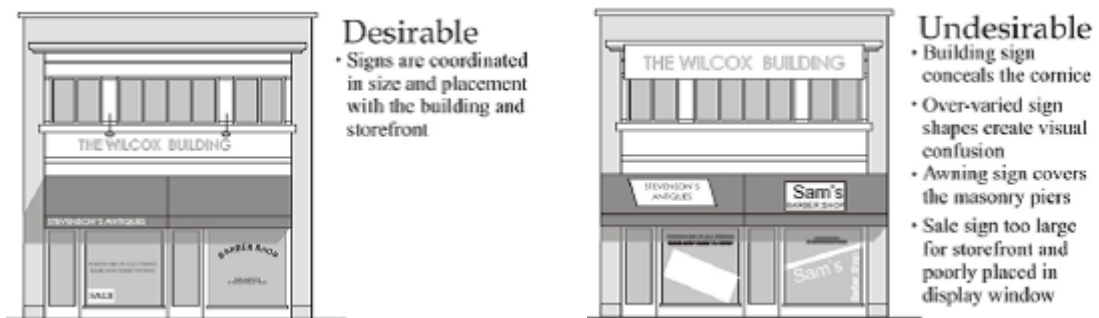 Desirable
• Signs are coordinated
in size and placement
with the building and
storefront
THE WILCOX BUILDING
STEVENSON'S ANTIQUES
BARBER SHOP
SALE
Undesirable
• Building sign
conceals the cornice
• Over-varied sign
shapes create visual
confusion
• Awning sign covers
the masonry piers
• Sale sign too large
for storefront and
poorly placed in
display window
THE WILCOX BUILDING
STEVENSON'S
ANTIQUES
Sam's
BARBER SHOP
Sam's
Barber Shop